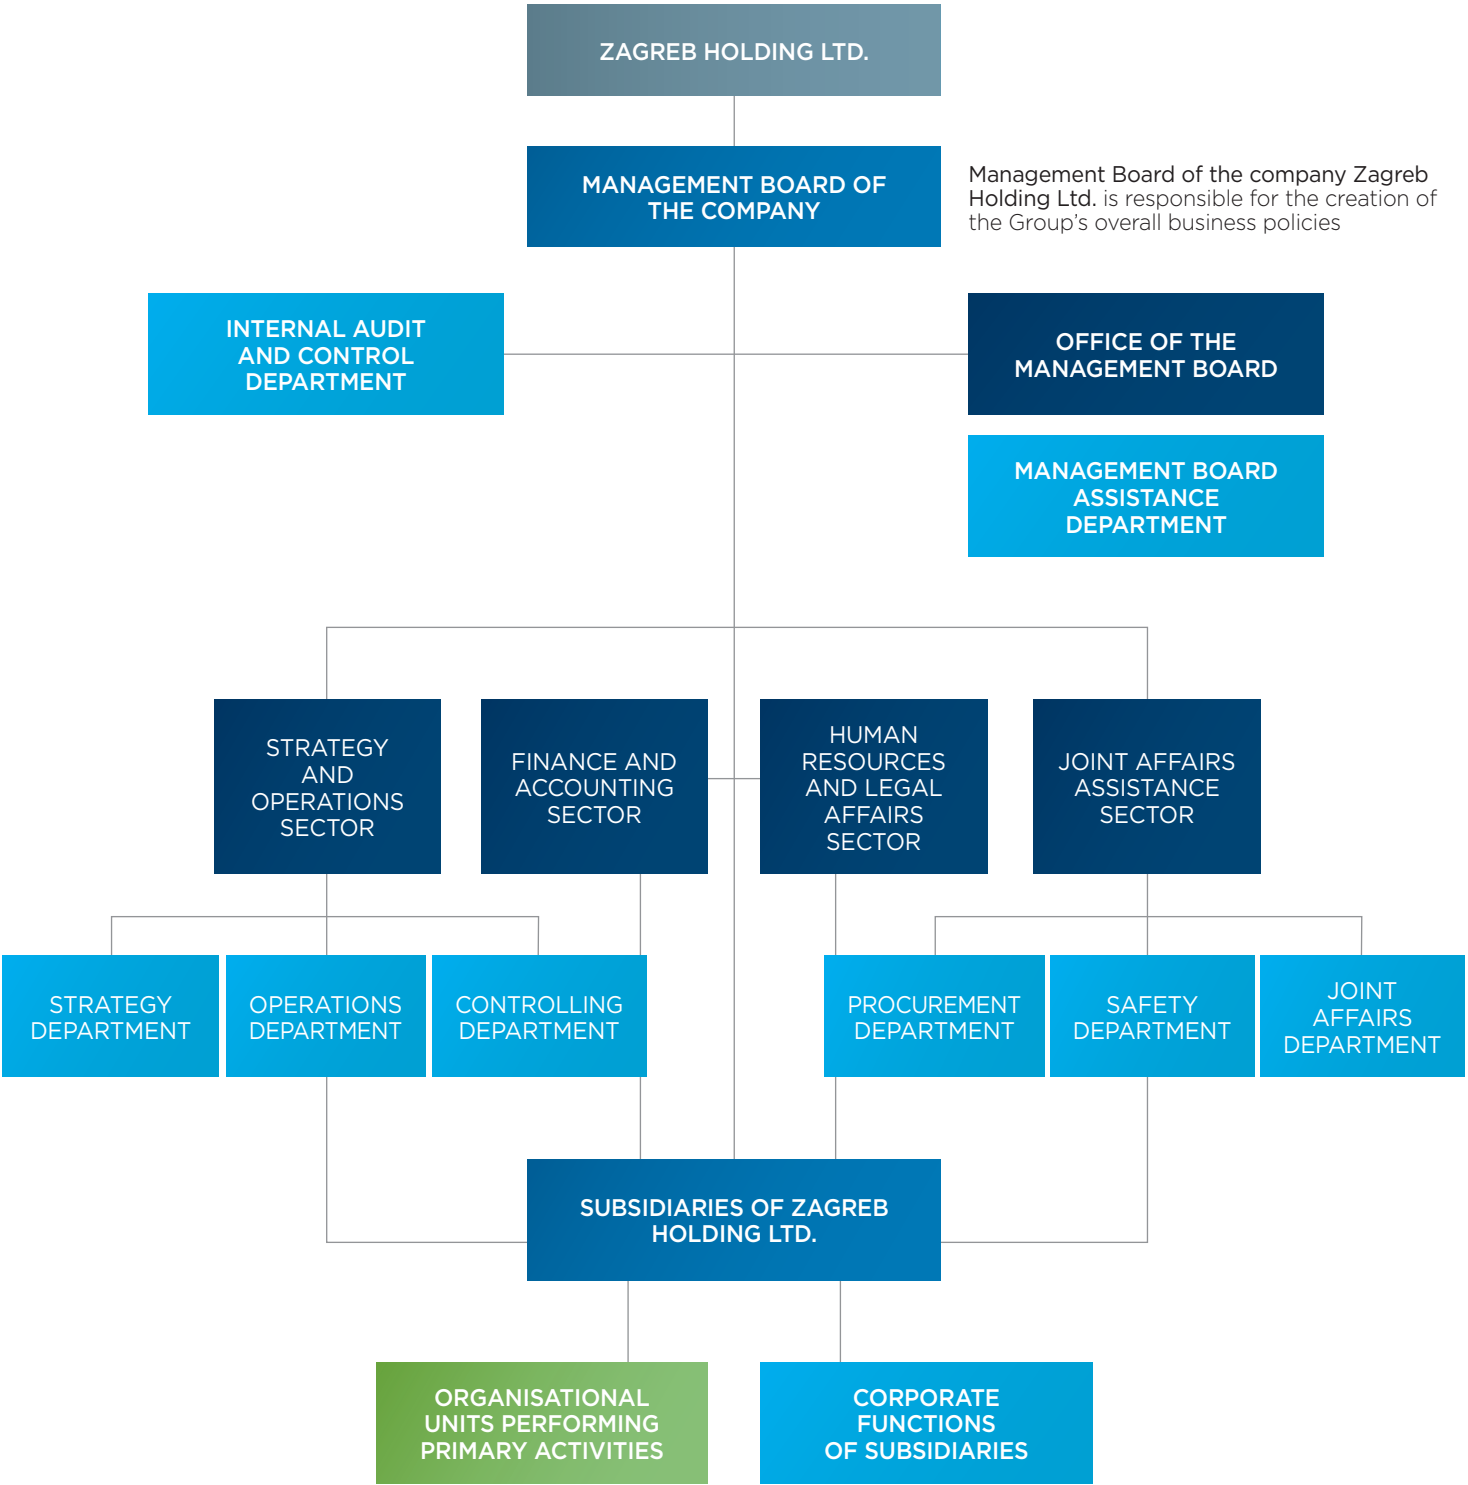 ZAGREB HOLDING LTD.
MANAGEMENT BOARD OF
THE COMPANY
Management Board of the company Zagreb
Holding Ltd. is responsible for the creation of
the Group's overall business policies
INTERNAL AUDIT
AND CONTROL
DEPARTMENT
OFFICE OF THE
MANAGEMENT BOARD
MANAGEMENT BOARD
ASSISTANCE
DEPARTMENT
STRATEGY
AND
OPERATIONS
SECTOR
FINANCE AND
ACCOUNTING
SECTOR
HUMAN
RESOURCES
AND LEGAL
AFFAIRS
SECTOR
JOINT AFFAIRS
ASSISTANCE
SECTOR
STRATEGY
DEPARTMENT
OPERATIONS
DEPARTMENT
CONTROLLING
DEPARTMENT
PROCUREMENT
DEPARTMENT
SAFETY
DEPARTMENT
JOINT
AFFAIRS
DEPARTMENT
SUBSIDIARIES OF ZAGREB
HOLDING LTD.
ORGANISATIONAL
UNITS PERFORMING
PRIMARY ACTIVITIES
CORPORATE
FUNCTIONS
OF SUBSIDIARIES